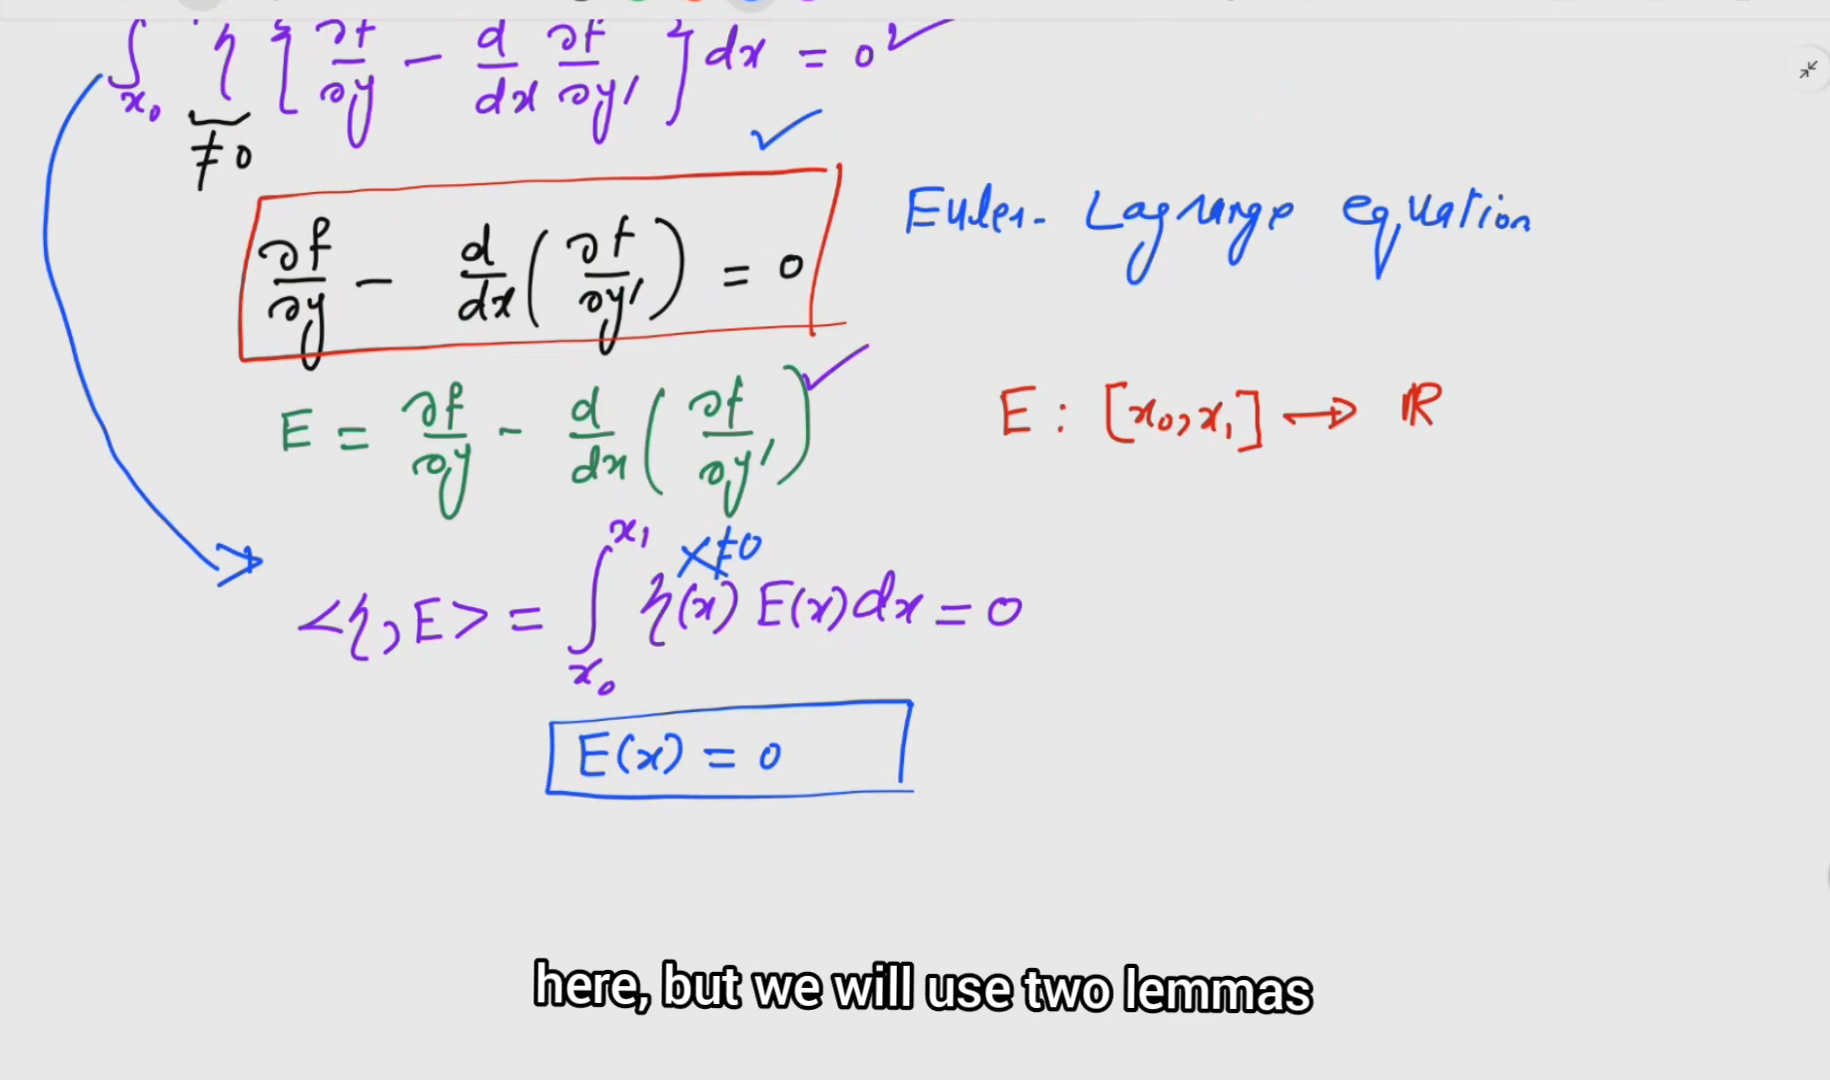 ∫x₀ η { ∂f/∂y − d/dx ∂f/∂y' } dx = 0
≠0
∂f/∂y − d/dx (∂f/∂y') = 0
Euler-Lagrange equation
E = ∂f/∂y − d/dx (∂f/∂y')
E : [x₀, x₁] → ℝ
≠0
<η, E> = ∫x₀^x₁ η(x) E(x) dx = 0
E(x) = 0
here, but we will use two lemmas